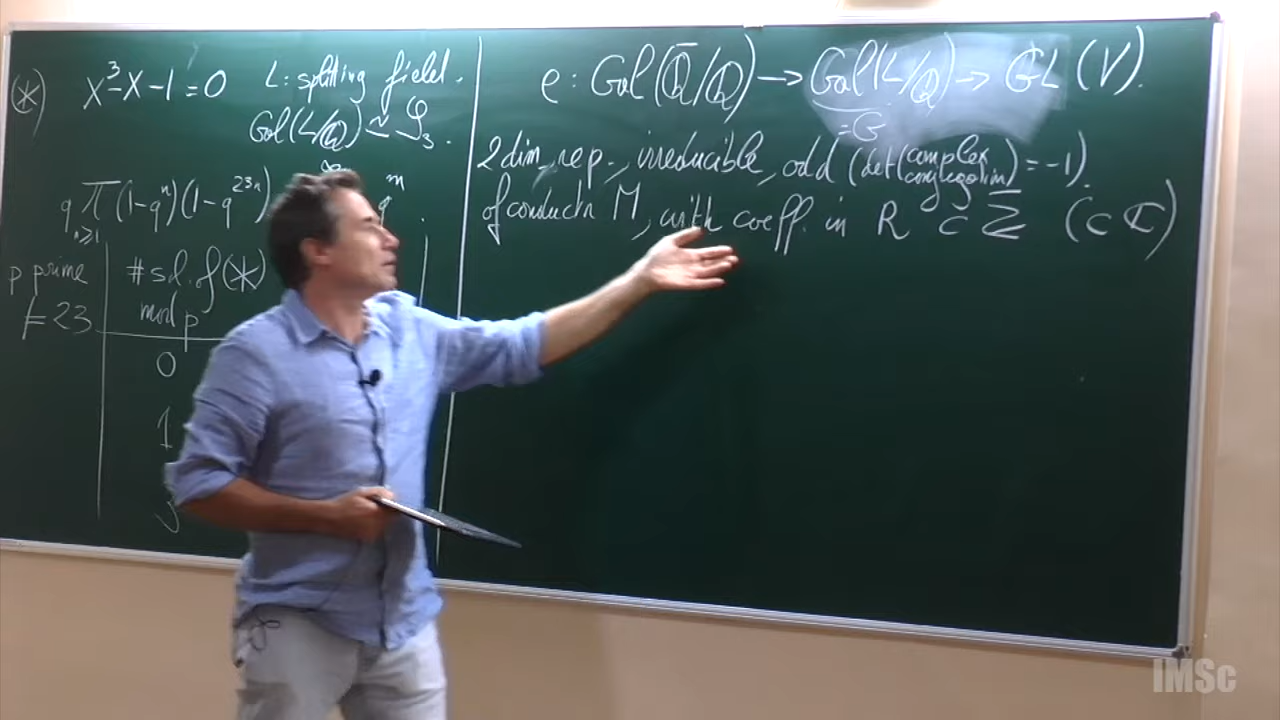 (*) x³-x-1=0 L: splitting field.
Gal(L/ℚ) ≃ 𝔖₃.
q ∏ (1-qⁿ)(1-q²³ⁿ)
n≥1
∞
qᵐ
p prime
≠23
# sol. of (*)
mod p
0
1
ρ: Gal(ℚ̄/ℚ) → Gal(L/ℚ) → GL(V).
=G
2 dim rep., irreducible, odd (det(complex conjugation) = -1).
of conductor M, with coeff. in R ⊂ ℤ̄ (⊂ ℂ)
IMSc